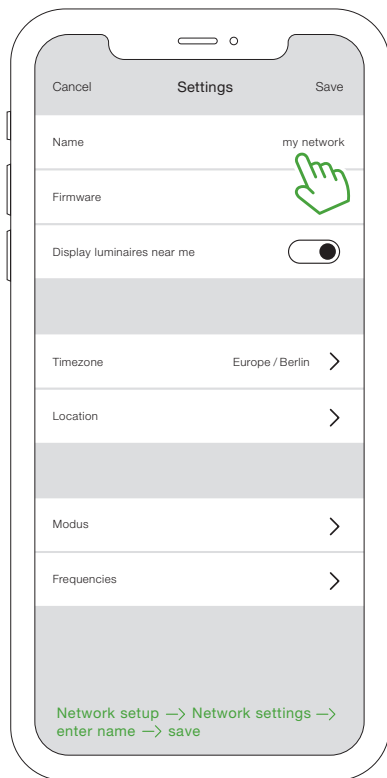 Cancel Settings Save
Name my network
Firmware
Display luminaires near me
Timezone Europe / Berlin
Location
Modus
Frequencies
Network setup —> Network settings —>
enter name —> save